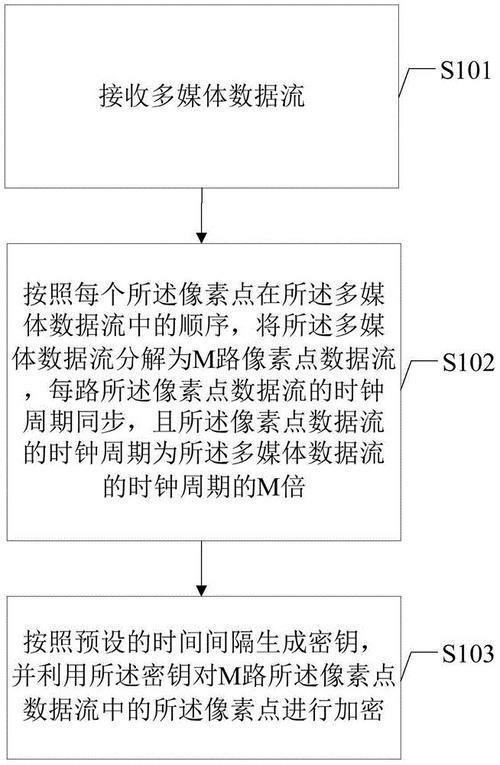 接收多媒体数据流
S101
按照每个所述像素点在所述多媒
体数据流中的顺序，将所述多媒
体数据流分解为M路像素点数据流
，每路所述像素点数据流的时钟
周期同步，且所述像素点数据流
的时钟周期为所述多媒体数据流
的时钟周期的M倍
S102
按照预设的时间间隔生成密钥，
并利用所述密钥对M路所述像素点
数据流中的所述像素点进行加密
S103